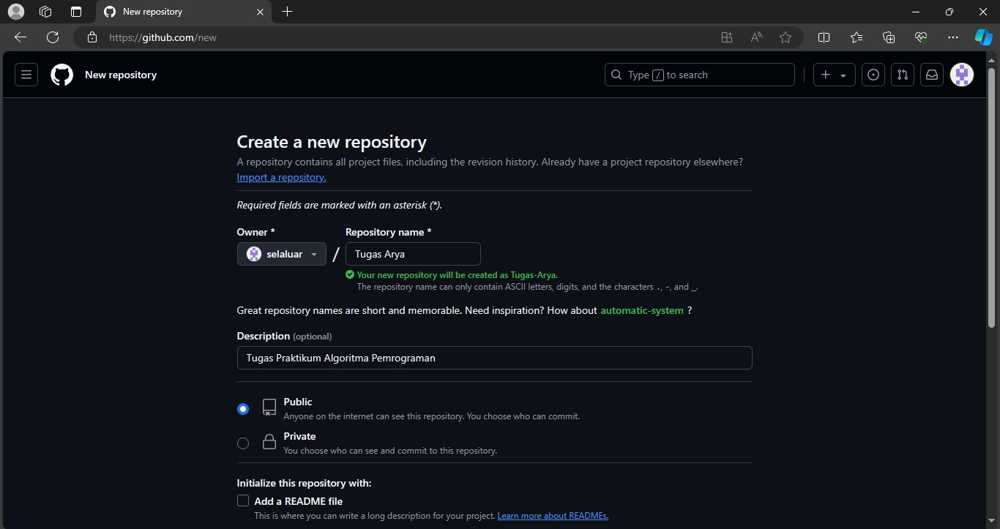 New repository
https://github.com/new
New repository
Type / to search
Create a new repository
A repository contains all project files, including the revision history. Already have a project repository elsewhere?
Import a repository.
Required fields are marked with an asterisk (*).
Owner * Repository name *
selaluar / Tugas Arya
Your new repository will be created as Tugas-Arya.
The repository name can only contain ASCII letters, digits, and the characters ., -, and _.
Great repository names are short and memorable. Need inspiration? How about automatic-system ?
Description (optional)
Tugas Praktikum Algoritma Pemrograman
Public
Anyone on the internet can see this repository. You choose who can commit.
Private
You choose who can see and commit to this repository.
Initialize this repository with:
Add a README file
This is where you can write a long description for your project. Learn more about READMEs.